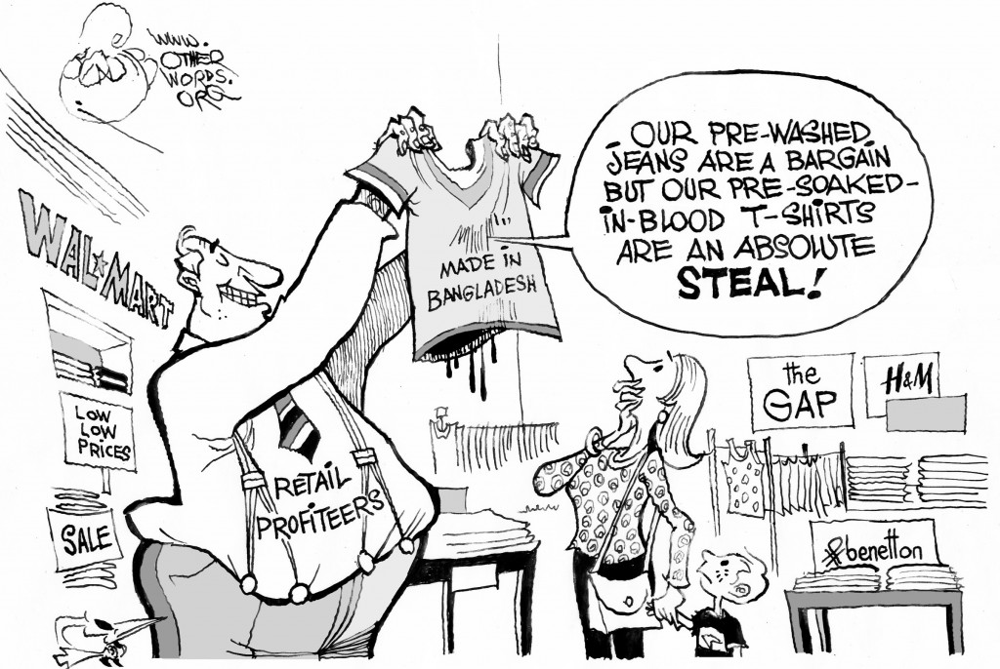 WWW.
OTHER
WORDS.
ORG
WAL★MART
LOW
LOW
PRICES
SALE
MADE IN
BANGLADESH
RETAIL
PROFITEERS
OUR PRE-WASHED
JEANS ARE A BARGAIN
BUT OUR PRE-SOAKED-
IN-BLOOD T-SHIRTS
ARE AN ABSOLUTE
STEAL!
the
GAP
H&M
benetton